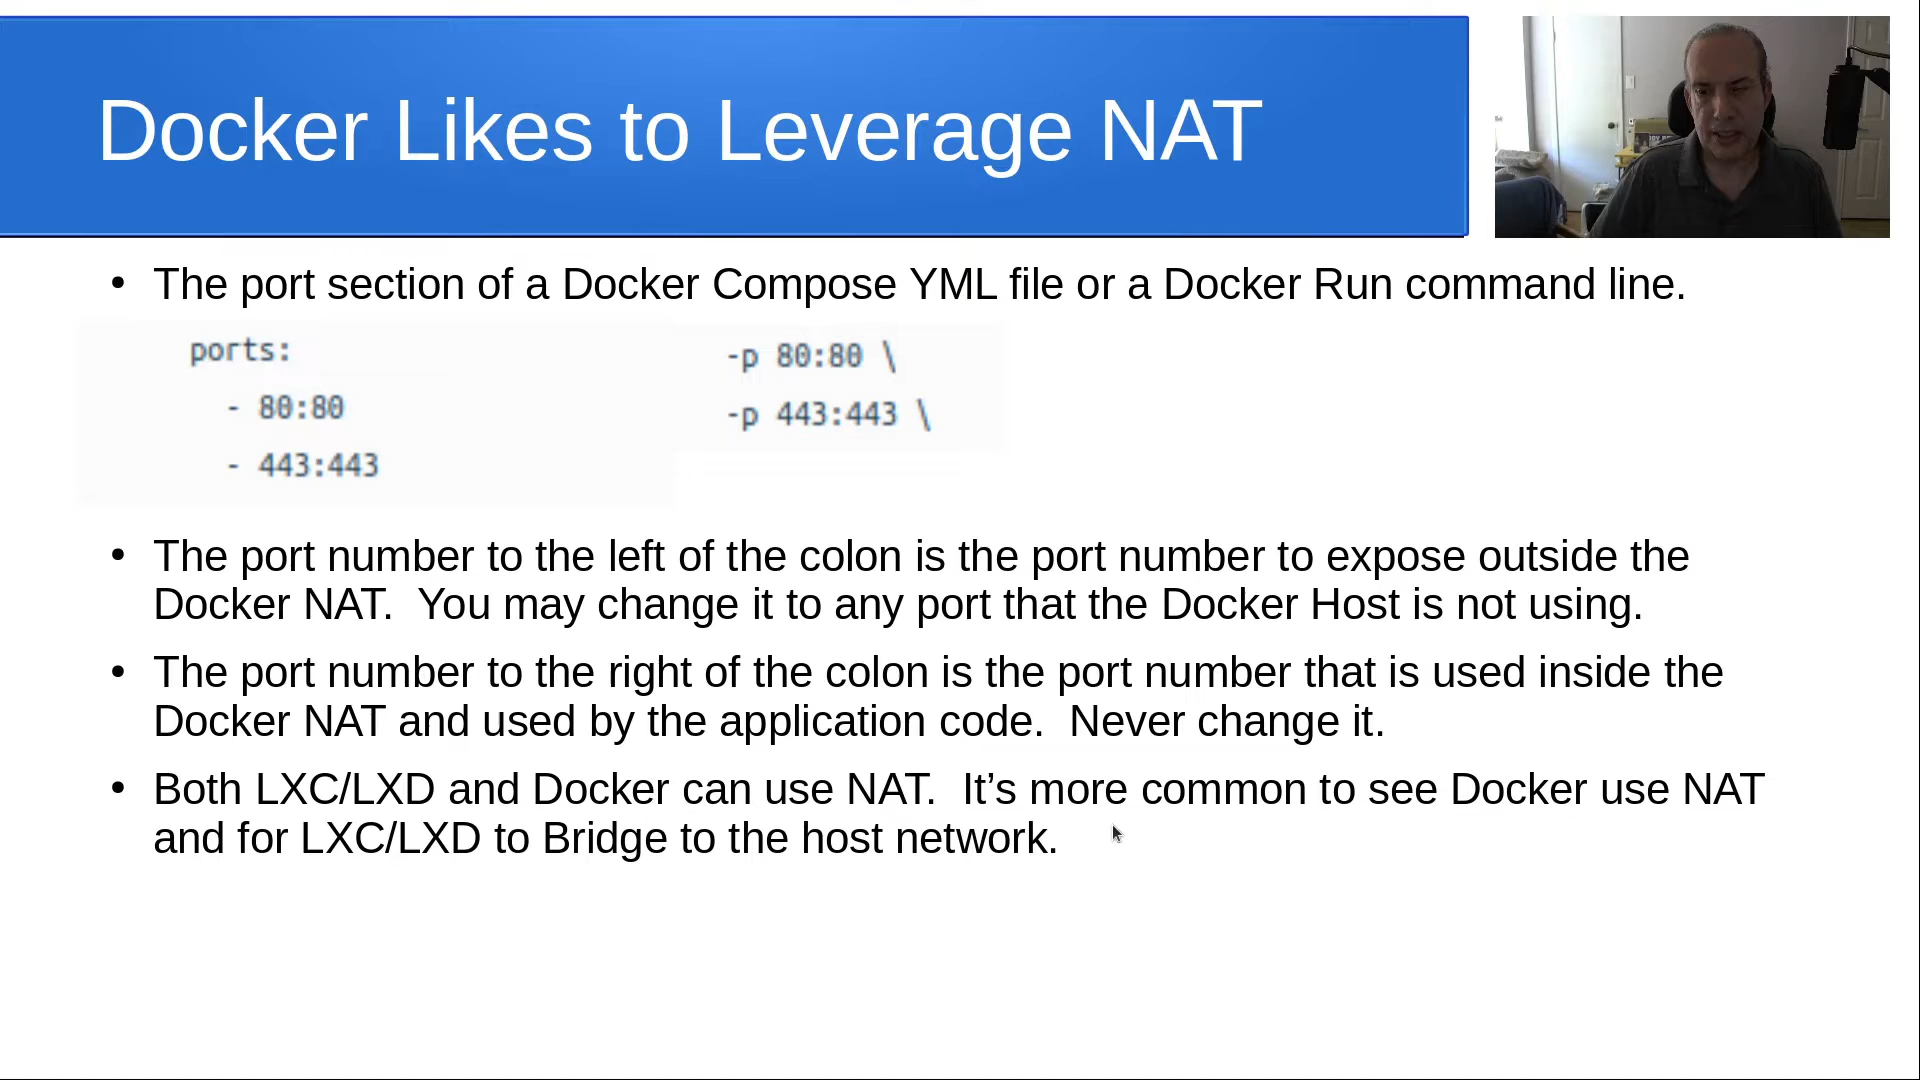 Docker Likes to Leverage NAT
• The port section of a Docker Compose YML file or a Docker Run command line.
ports:
- 80:80
- 443:443
-p 80:80 \
-p 443:443 \
• The port number to the left of the colon is the port number to expose outside the
Docker NAT.  You may change it to any port that the Docker Host is not using.
• The port number to the right of the colon is the port number that is used inside the
Docker NAT and used by the application code.  Never change it.
• Both LXC/LXD and Docker can use NAT.  It’s more common to see Docker use NAT
and for LXC/LXD to Bridge to the host network.